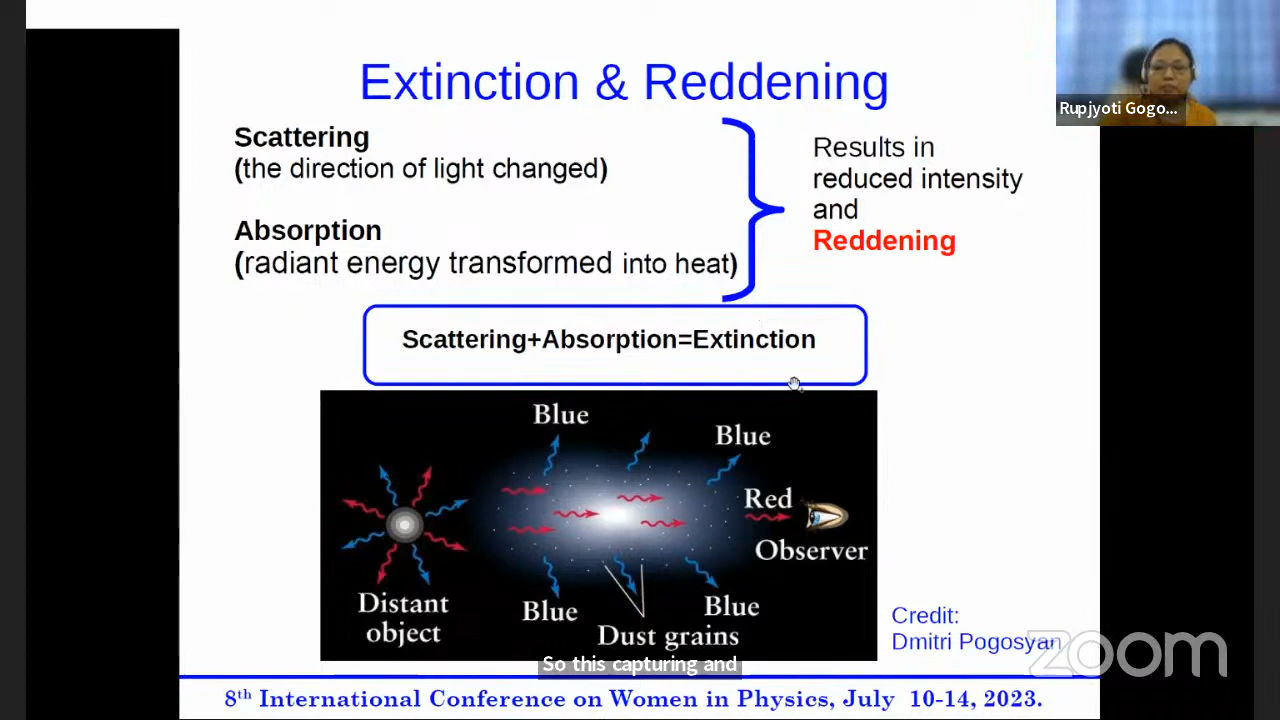 Extinction & Reddening
Rupjyoti Gogo...
Scattering
(the direction of light changed)
Absorption
(radiant energy transformed into heat)
Results in
reduced intensity
and
Reddening
Scattering+Absorption=Extinction
Blue
Blue
Red
Observer
Distant
object
Blue
Dust grains
Blue
Credit:
Dmitri Pogosyan
zoom
So this capturing and
8th International Conference on Women in Physics, July 10-14, 2023.